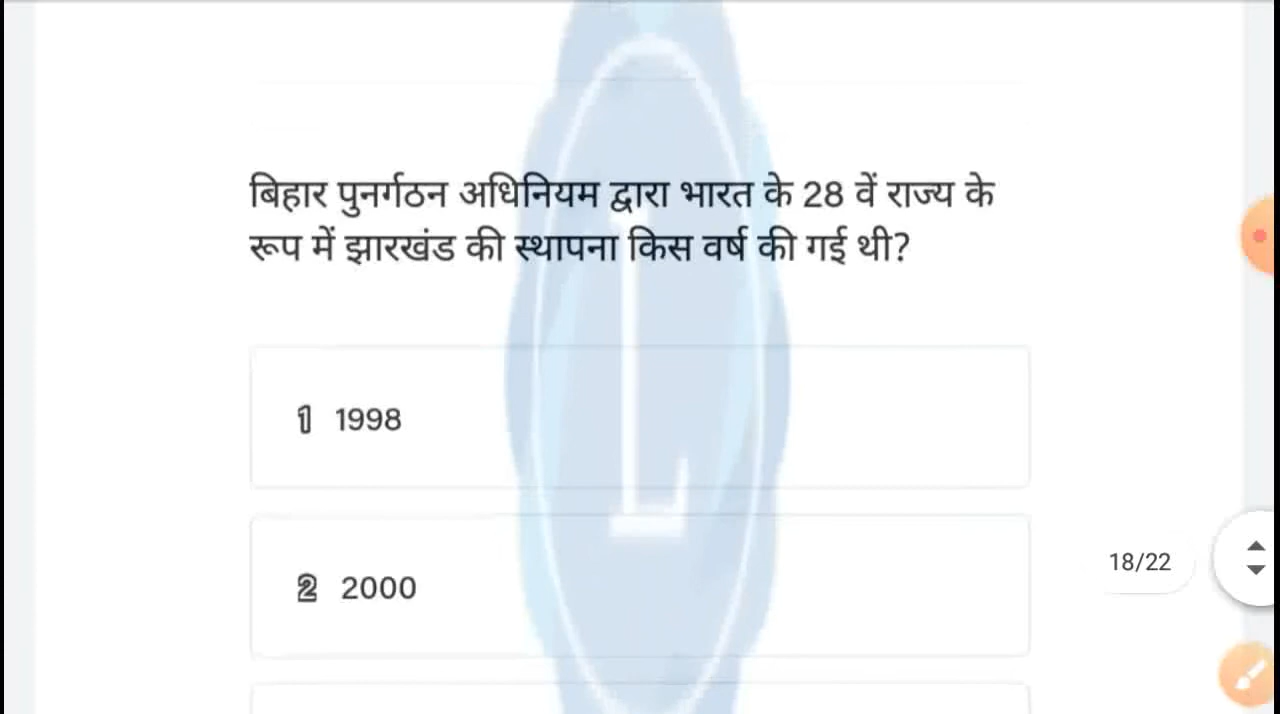 बिहार पुनर्गठन अधिनियम द्वारा भारत के 28 वें राज्य के
रूप में झारखंड की स्थापना किस वर्ष की गई थी?
1 1998
2 2000
18/22